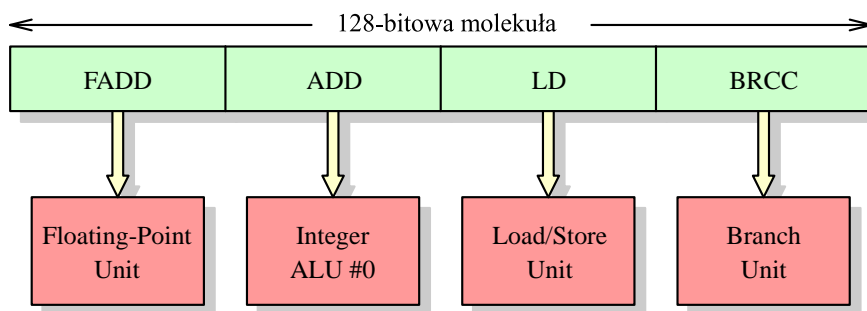 128-bitowa molekuła
FADD
ADD
LD
BRCC
Floating-Point
Unit
Integer
ALU #0
Load/Store
Unit
Branch
Unit